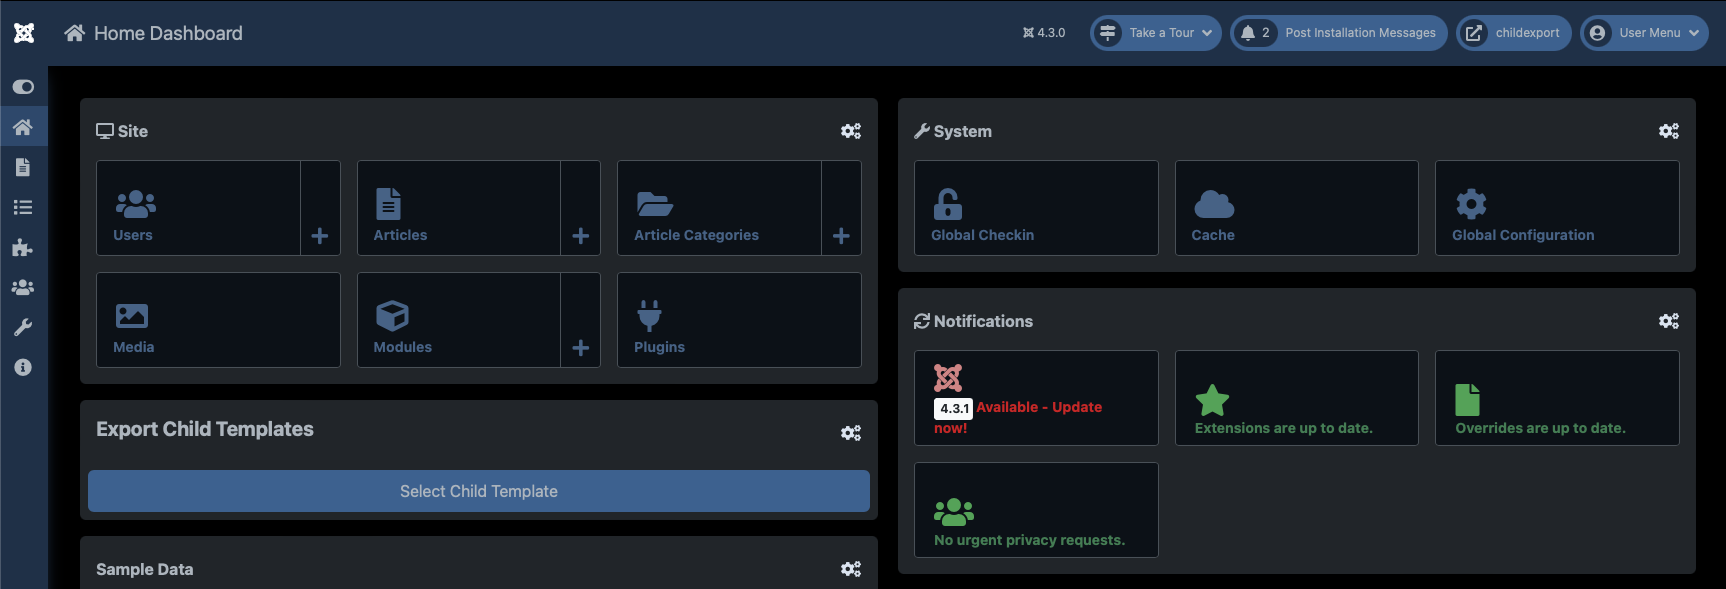 Home Dashboard
4.3.0
Take a Tour
2 Post Installation Messages
childexport
User Menu
Site
Users
Articles
Article Categories
Media
Modules
Plugins
Export Child Templates
Select Child Template
Sample Data
System
Global Checkin
Cache
Global Configuration
Notifications
4.3.1 Available - Update
now!
Extensions are up to date.
Overrides are up to date.
No urgent privacy requests.